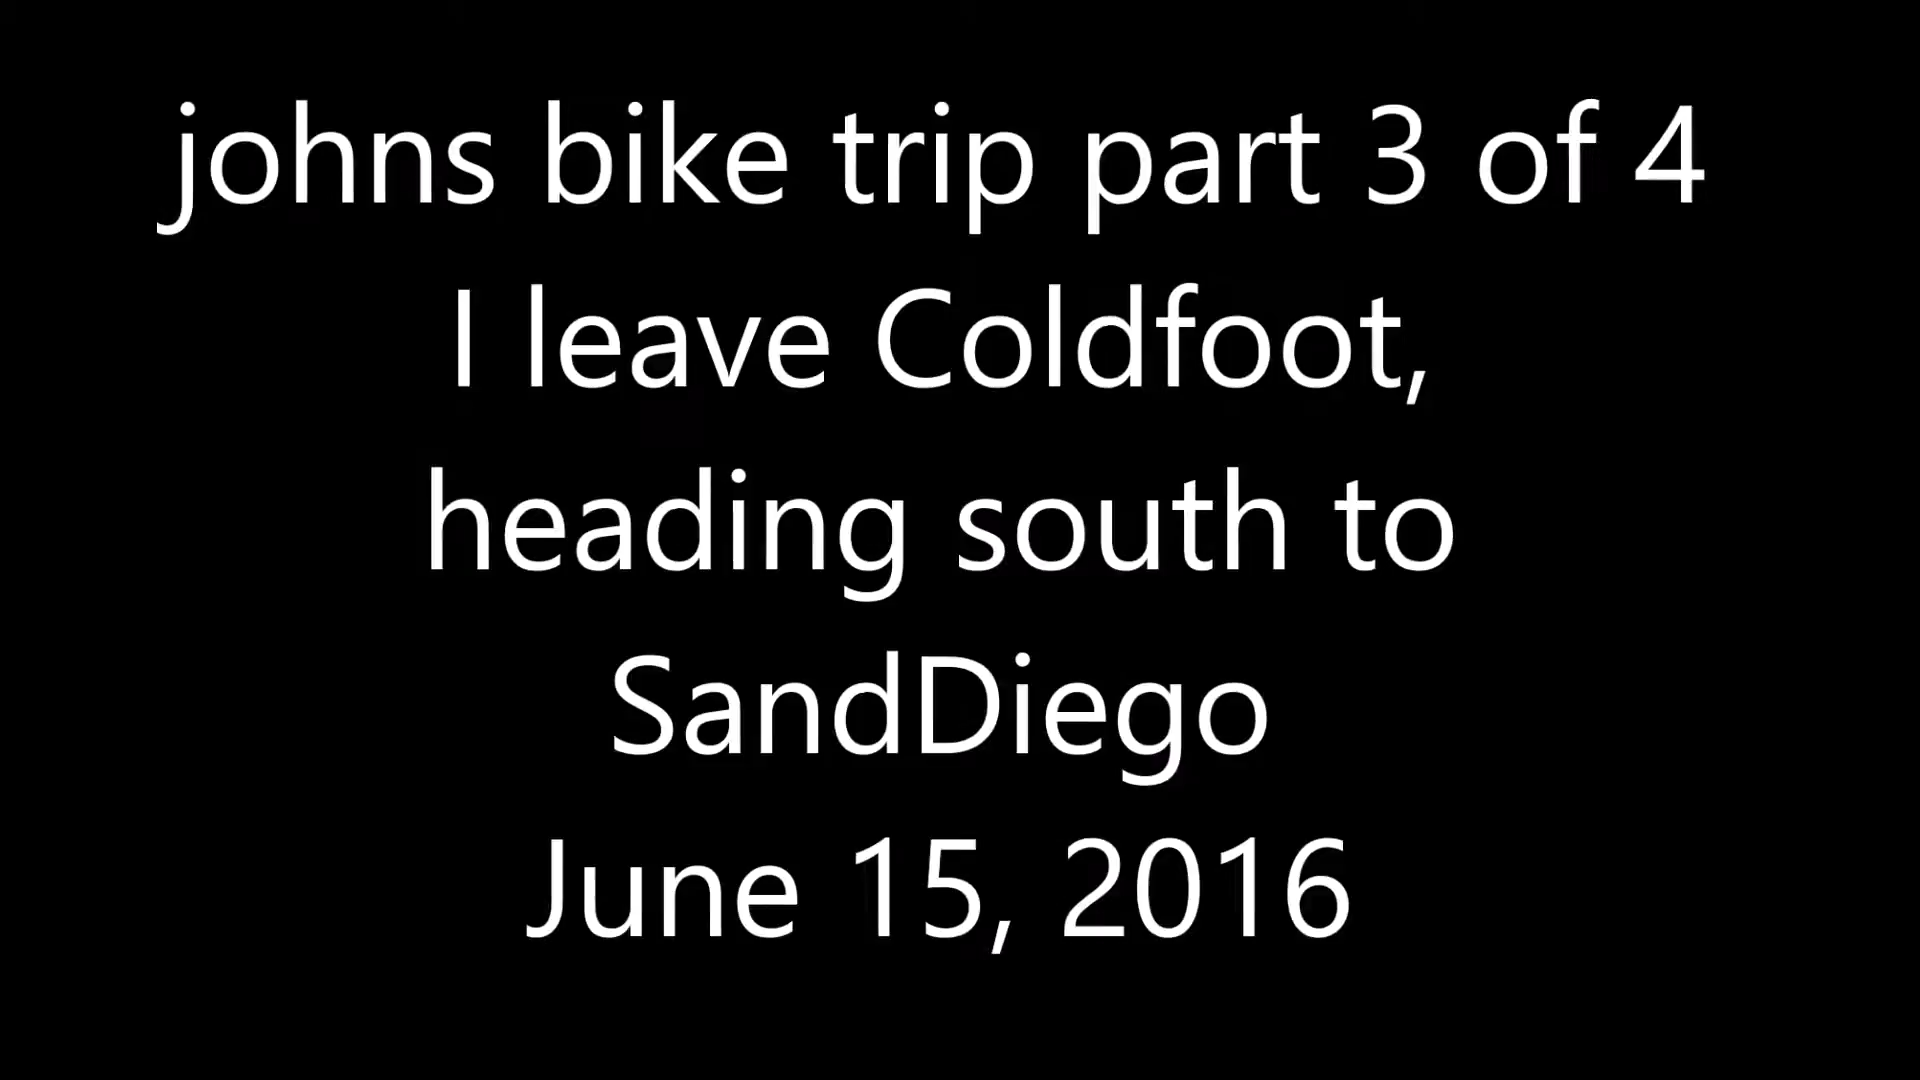 johns bike trip part 3 of 4
I leave Coldfoot,
heading south to
SandDiego
June 15, 2016